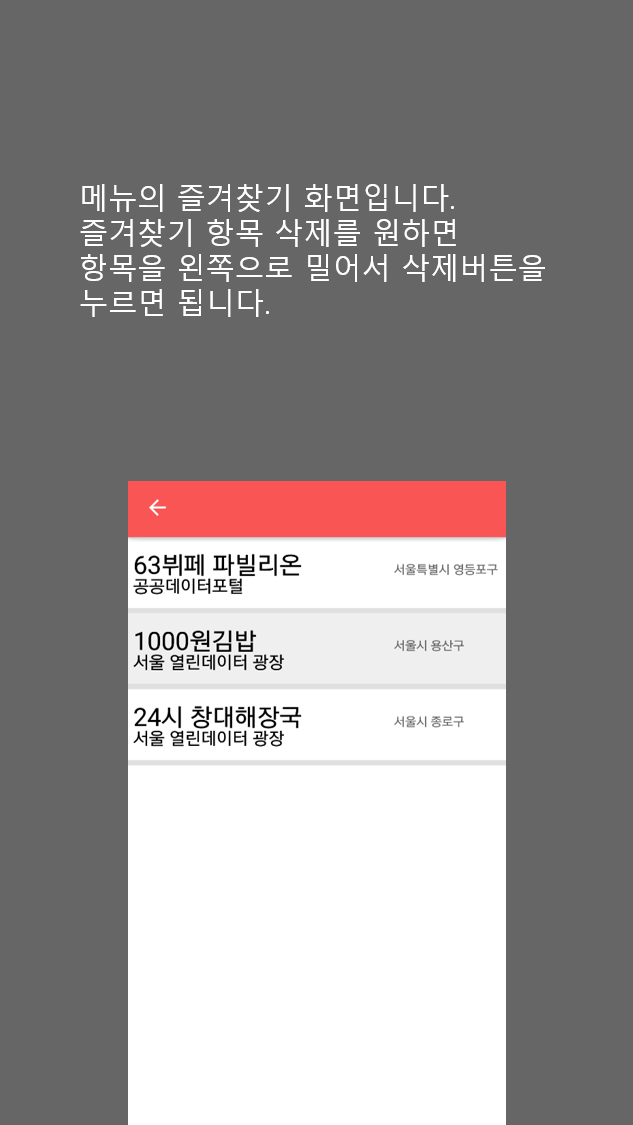 메뉴의 즐겨찾기 화면입니다.
즐겨찾기 항목 삭제를 원하면
항목을 왼쪽으로 밀어서 삭제버튼을
누르면 됩니다.
63뷔페 파빌리온
서울특별시 영등포구
공공데이터포털
1000원김밥
서울시 용산구
서울 열린데이터 광장
24시 창대해장국
서울시 종로구
서울 열린데이터 광장